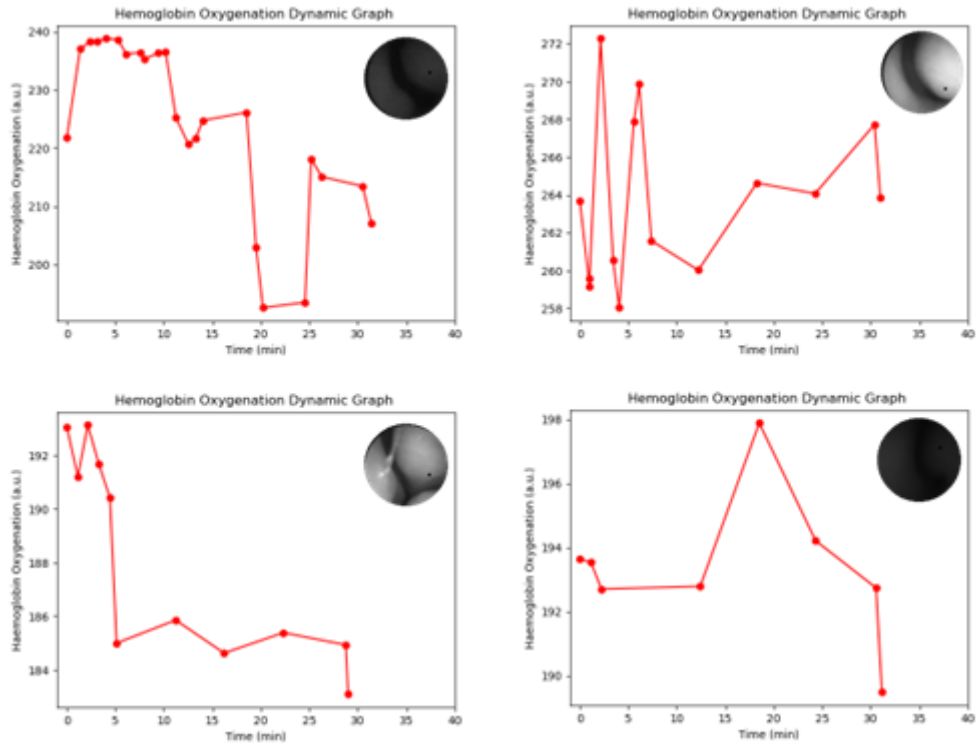 Hemoglobin Oxygenation Dynamic Graph
Haemoglobin Oxygenation (a.u.)
240
230
220
210
200
0 5 10 15 20 25 30 35 40
Time (min)
Hemoglobin Oxygenation Dynamic Graph
Haemoglobin Oxygenation (a.u.)
272
270
268
266
264
262
260
258
0 5 10 15 20 25 30 35 40
Time (min)
Hemoglobin Oxygenation Dynamic Graph
Haemoglobin Oxygenation (a.u.)
192
190
188
186
184
0 5 10 15 20 25 30 35 40
Time (min)
Hemoglobin Oxygenation Dynamic Graph
Haemoglobin Oxygenation (a.u.)
198
196
194
192
190
0 5 10 15 20 25 30 35 40
Time (min)